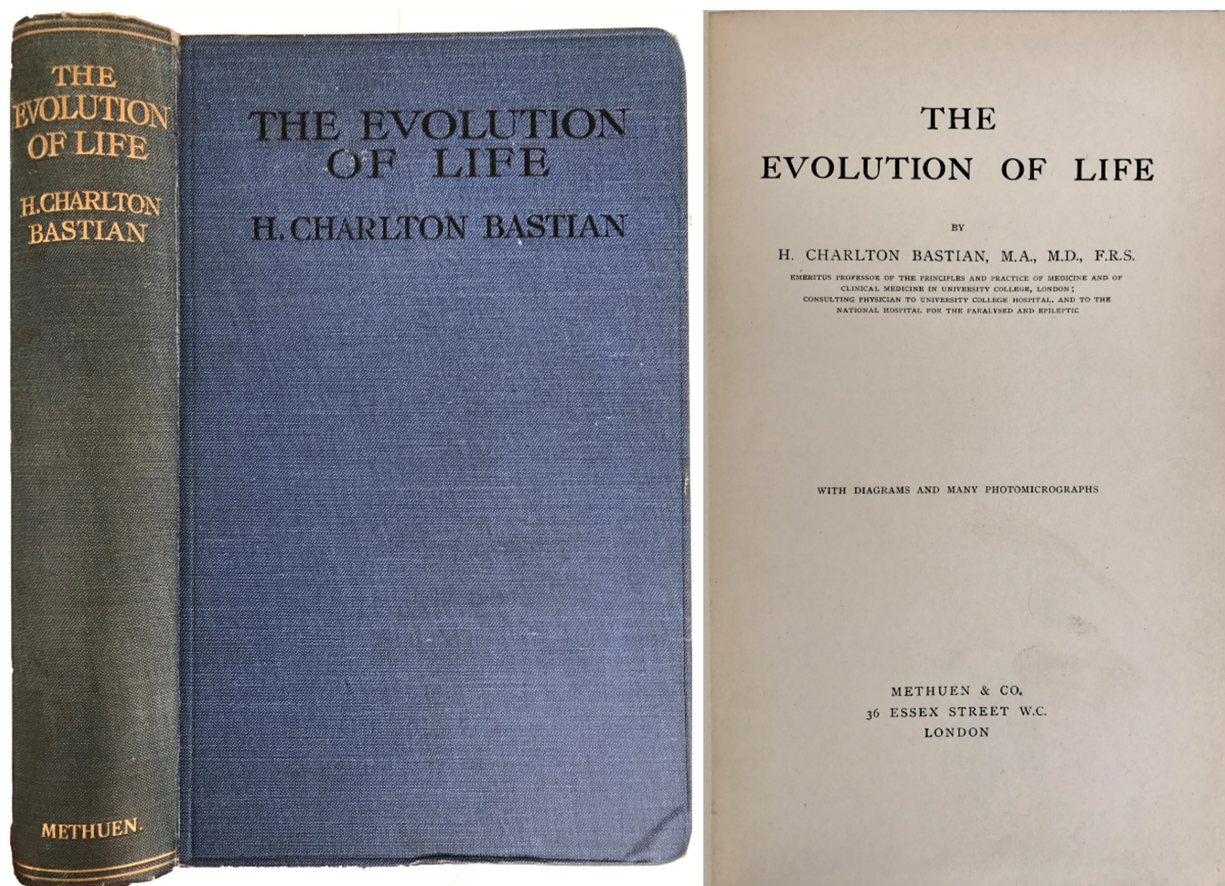 THE
EVOLUTION
OF LIFE
H. CHARLTON
BASTIAN
METHUEN.
THE EVOLUTION
OF LIFE
H. CHARLTON BASTIAN
THE
EVOLUTION OF LIFE
BY
H. CHARLTON BASTIAN, M.A., M.D., F.R.S.
EMERITUS PROFESSOR OF THE PRINCIPLES AND PRACTICE OF MEDICINE AND OF
CLINICAL MEDICINE IN UNIVERSITY COLLEGE, LONDON;
CONSULTING PHYSICIAN TO UNIVERSITY COLLEGE HOSPITAL, AND TO THE
NATIONAL HOSPITAL FOR THE PARALYSED AND EPILEPTIC
WITH DIAGRAMS AND MANY PHOTOMICROGRAPHS
METHUEN & CO.
36 ESSEX STREET W.C.
LONDON